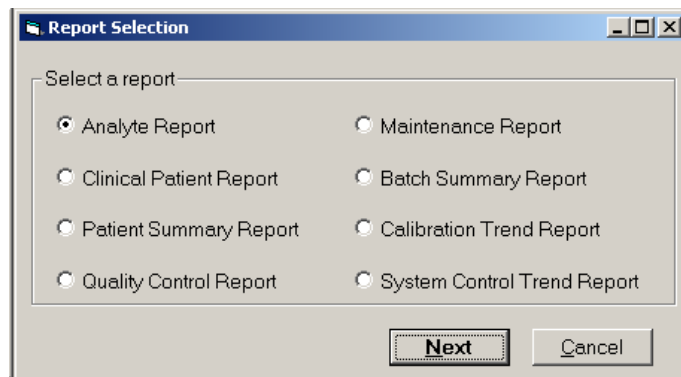 Report Selection
Select a report
Analyte Report
Maintenance Report
Clinical Patient Report
Batch Summary Report
Patient Summary Report
Calibration Trend Report
Quality Control Report
System Control Trend Report
Next
Cancel